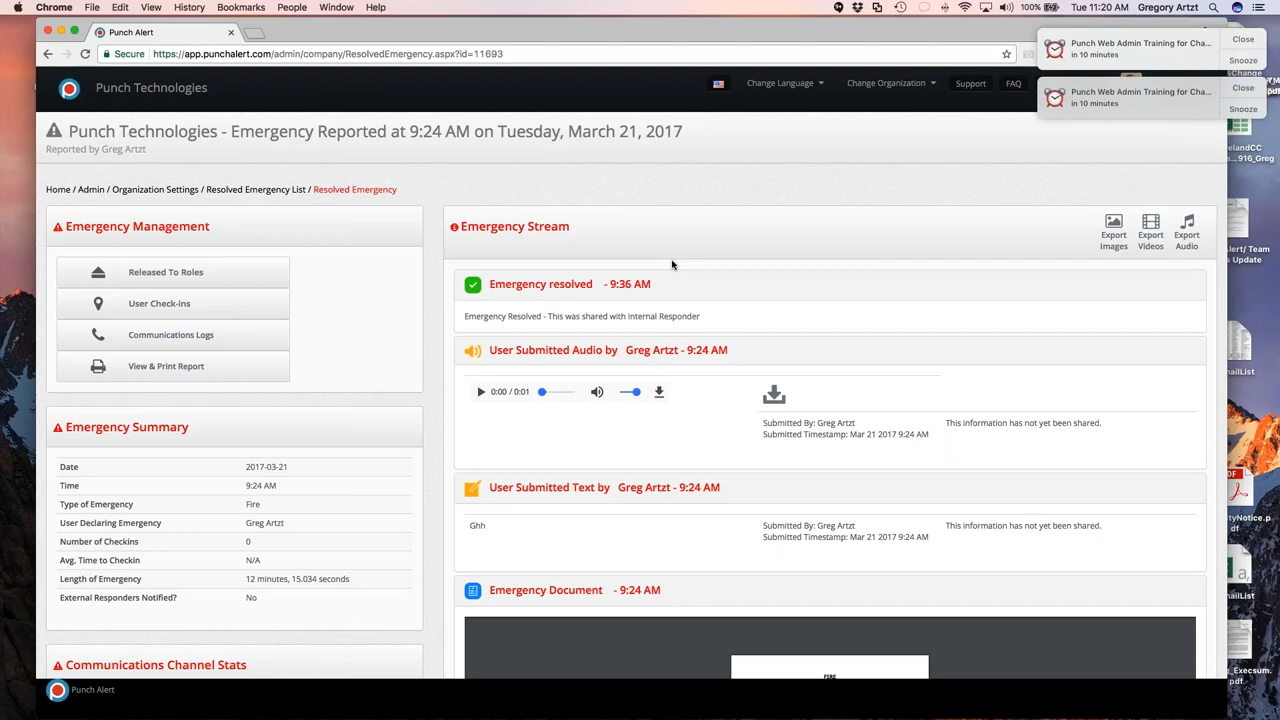 Chrome File Edit View History Bookmarks People Window Help
100% Tue 11:20 AM Gregory Artzt
Punch Alert
Secure https://app.punchalert.com/admin/company/ResolvedEmergency.aspx?id=11693
Punch Web Admin Training for Cha...
in 10 minutes
Close
Snooze
Punch Web Admin Training for Cha...
in 10 minutes
Close
Snooze
Punch Technologies
Change Language Change Organization Support FAQ
Punch Technologies - Emergency Reported at 9:24 AM on Tuesday, March 21, 2017
Reported by Greg Artzt
Home / Admin / Organization Settings / Resolved Emergency List / Resolved Emergency
Emergency Management
Released To Roles
User Check-ins
Communications Logs
View & Print Report
Emergency Summary
Date 2017-03-21
Time 9:24 AM
Type of Emergency Fire
User Declaring Emergency Greg Artzt
Number of Checkins 0
Avg. Time to Checkin N/A
Length of Emergency 12 minutes, 15.034 seconds
External Responders Notified? No
Communications Channel Stats
Emergency Stream
Export Images
Export Videos
Export Audio
Emergency resolved - 9:36 AM
Emergency Resolved - This was shared with Internal Responder
User Submitted Audio by Greg Artzt - 9:24 AM
0:00 / 0:01
Submitted By: Greg Artzt
Submitted Timestamp: Mar 21 2017 9:24 AM
This information has not yet been shared.
User Submitted Text by Greg Artzt - 9:24 AM
Ghh
Submitted By: Greg Artzt
Submitted Timestamp: Mar 21 2017 9:24 AM
This information has not yet been shared.
Emergency Document - 9:24 AM
FIRE
Punch Alert